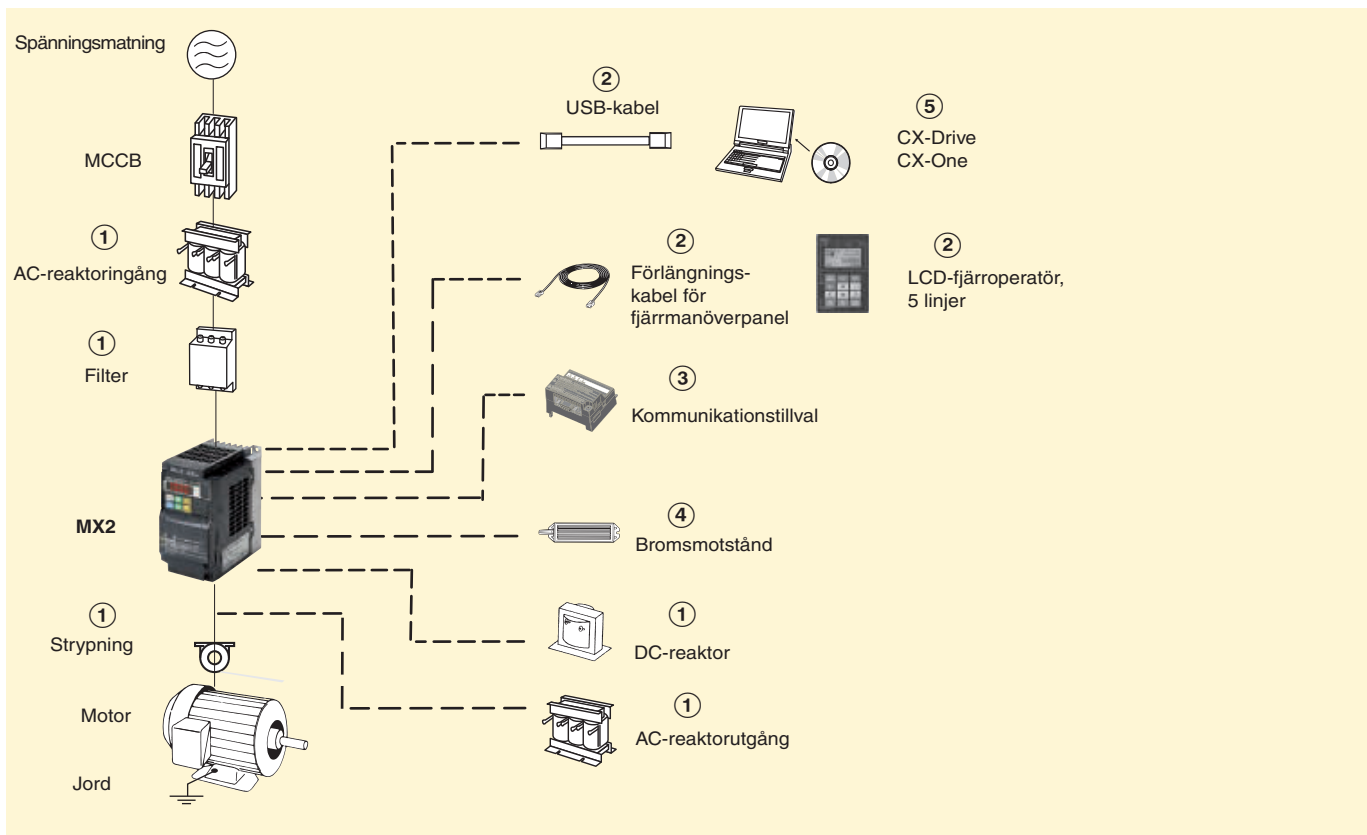 Spänningsmatning
MCCB
1
AC-reaktoringång
1
Filter
MX2
1
Strypning
Motor
Jord
2
USB-kabel
5
CX-Drive
CX-One
2
Förlängnings-
kabel för
fjärrmanöverpanel
2
LCD-fjärroperatör,
5 linjer
3
Kommunikationstillval
4
Bromsmotstånd
1
DC-reaktor
1
AC-reaktorutgång